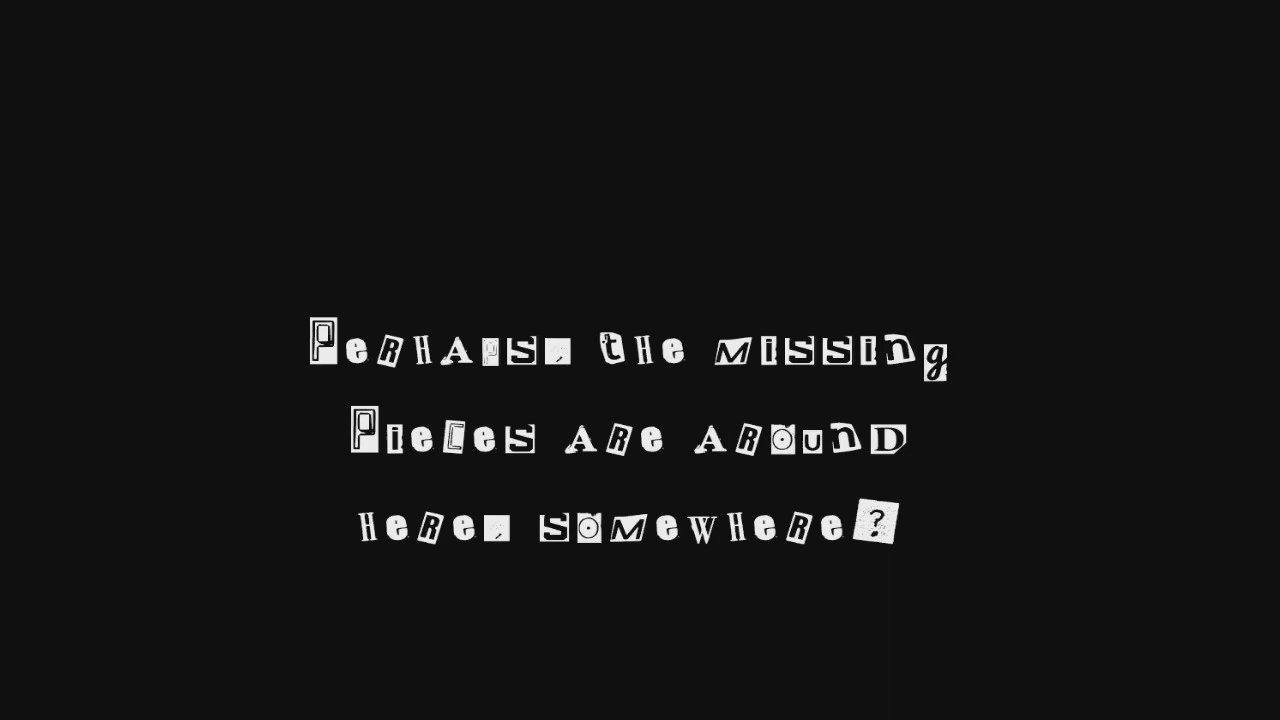 Perhaps, the missing
Pieces are around
here, somewhere?